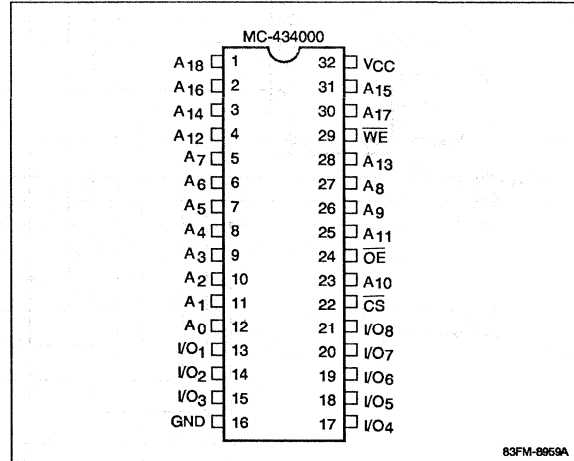 MC-434000
A18 1 32 VCC
A16 2 31 A15
A14 3 30 A17
A12 4 29 W̅E̅
A7 5 28 A13
A6 6 27 A8
A5 7 26 A9
A4 8 25 A11
A3 9 24 O̅E̅
A2 10 23 A10
A1 11 22 C̅S̅
A0 12 21 I/O8
I/O1 13 20 I/O7
I/O2 14 19 I/O6
I/O3 15 18 I/O5
GND 16 17 I/O4
83FM-8959A